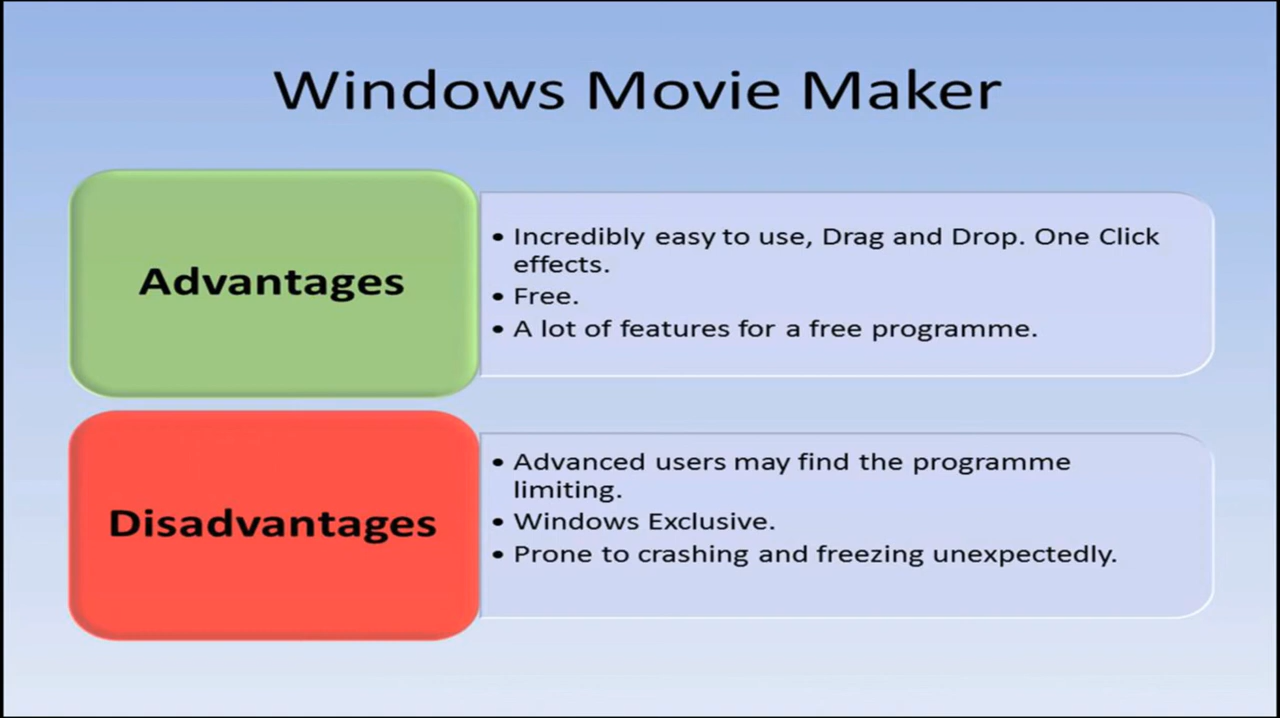 Windows Movie Maker
Advantages
• Incredibly easy to use, Drag and Drop. One Click
effects.
• Free.
• A lot of features for a free programme.
Disadvantages
• Advanced users may find the programme
limiting.
• Windows Exclusive.
• Prone to crashing and freezing unexpectedly.